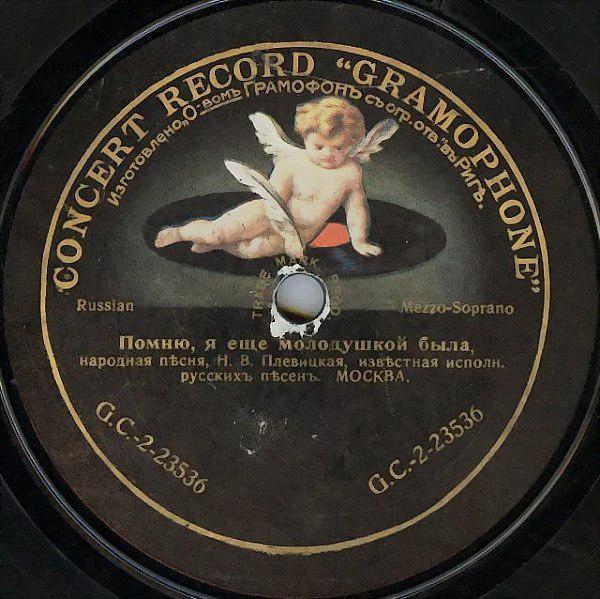 CONCERT RECORD “GRAMOPHONE”
Изготовлено „О-вомъ ГРАМОФОНЪ съ огр. отв.“ въ Ригѣ.
TRADE MARK
Russian
Mezzo-Soprano
Помню, я еще молодушкой была,
народная пѣсня, Н. В. Плевицкая, извѣстная исполн.
русскихъ пѣсенъ. МОСКВА.
G.C.-2-23536
G.C.-2-23536